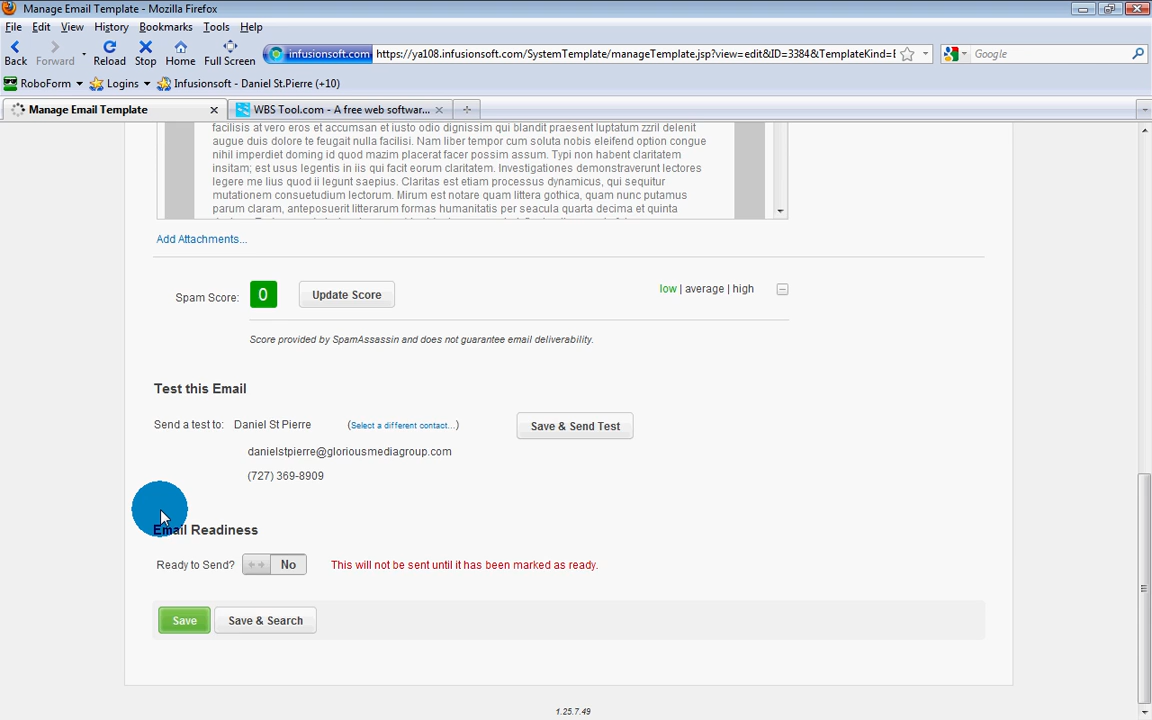 Manage Email Template - Mozilla Firefox
File Edit View History Bookmarks Tools Help
Back Forward Reload Stop Home Full Screen infusionsoft.com https://ya108.infusionsoft.com/SystemTemplate/manageTemplate.jsp?view=edit&ID=3384&TemplateKind=E Google
RoboForm Logins Infusionsoft - Daniel St.Pierre (+10)
Manage Email Template WBS Tool.com - A free web softwar...
facilisis at vero eros et accumsan et iusto odio dignissim qui blandit praesent luptatum zzril delenit
augue duis dolore te feugait nulla facilisi. Nam liber tempor cum soluta nobis eleifend option congue
nihil imperdiet doming id quod mazim placerat facer possim assum. Typi non habent claritatem
insitam; est usus legentis in iis qui facit eorum claritatem. Investigationes demonstraverunt lectores
legere me lius quod ii legunt saepius. Claritas est etiam processus dynamicus, qui sequitur
mutationem consuetudium lectorum. Mirum est notare quam littera gothica, quam nunc putamus
parum claram, anteposuerit litterarum formas humanitatis per seacula quarta decima et quinta
Add Attachments...
Spam Score: 0 Update Score low | average | high
Score provided by SpamAssassin and does not guarantee email deliverability.
Test this Email
Send a test to: Daniel St Pierre (Select a different contact...) Save & Send Test
danielstpierre@gloriousmediagroup.com
(727) 369-8909
Email Readiness
Ready to Send? No This will not be sent until it has been marked as ready.
Save Save & Search
1.25.7.49